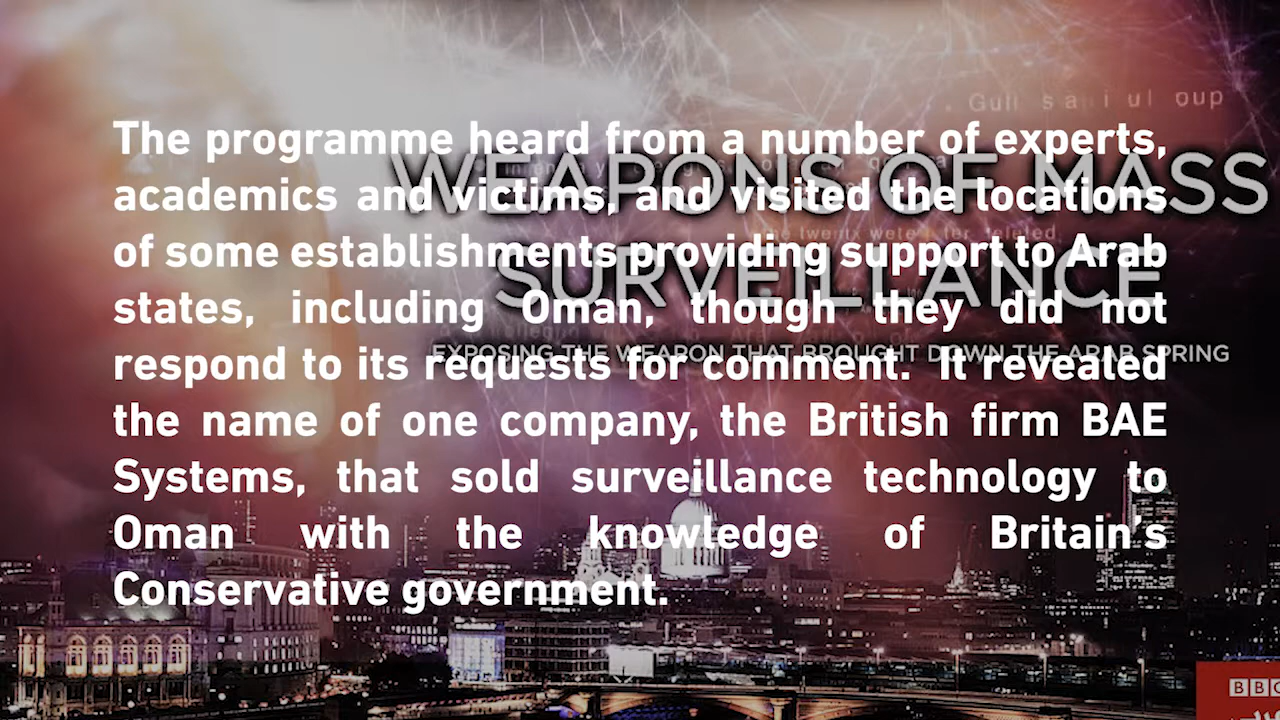 The programme heard from a number of experts,
academics and victims, and visited the locations
of some establishments providing support to Arab
states, including Oman, though they did not
respond to its requests for comment. It revealed
the name of one company, the British firm BAE
Systems, that sold surveillance technology to
Oman with the knowledge of Britain’s
Conservative government.
WEAPONS OF MASS
SURVEILLANCE
EXPOSING THE WEAPON THAT BROUGHT DOWN THE ARAB SPRING
BBC